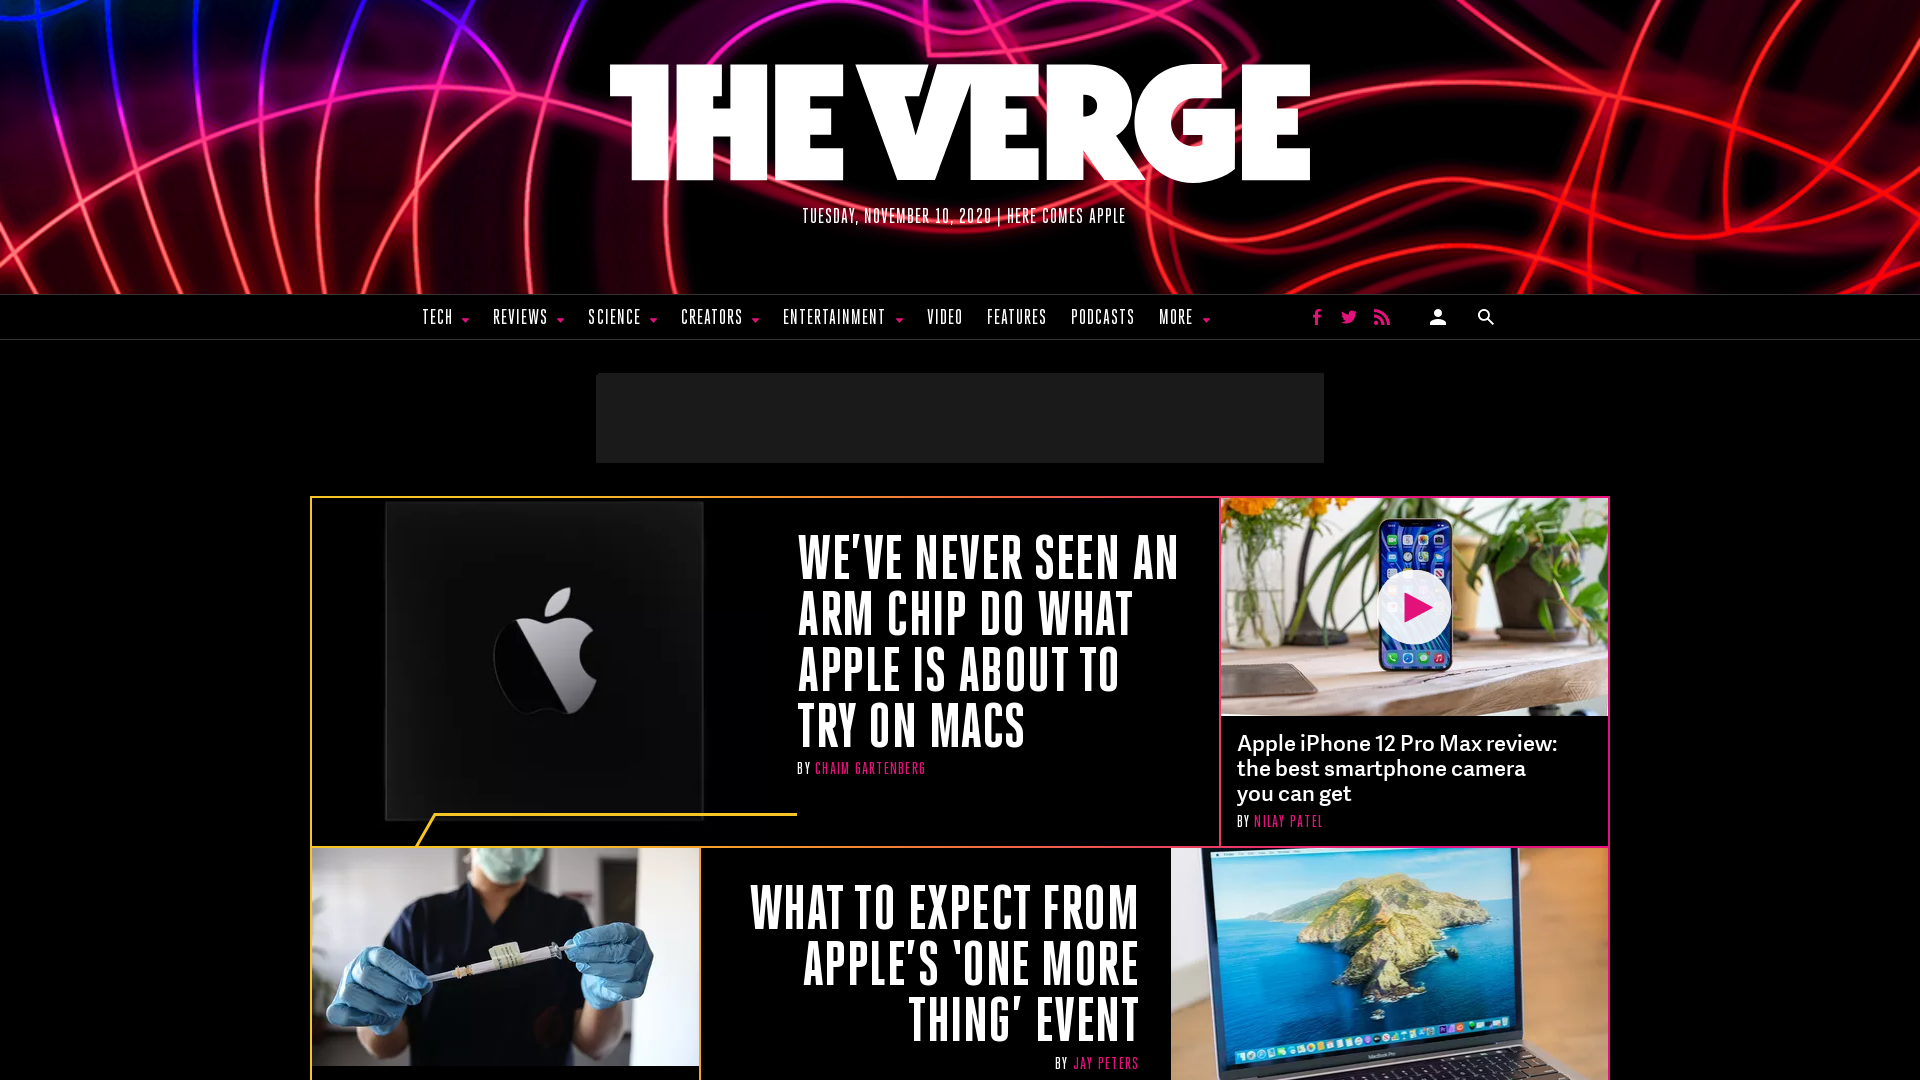 THE VERGE
TUESDAY, NOVEMBER 10, 2020 | HERE COMES APPLE
TECH REVIEWS SCIENCE CREATORS ENTERTAINMENT VIDEO FEATURES PODCASTS MORE
WE'VE NEVER SEEN AN
ARM CHIP DO WHAT
APPLE IS ABOUT TO
TRY ON MACS
BY CHAIM GARTENBERG
Apple iPhone 12 Pro Max review:
the best smartphone camera
you can get
BY NILAY PATEL
WHAT TO EXPECT FROM
APPLE'S ‘ONE MORE
THING’ EVENT
BY JAY PETERS
MacBook Pro